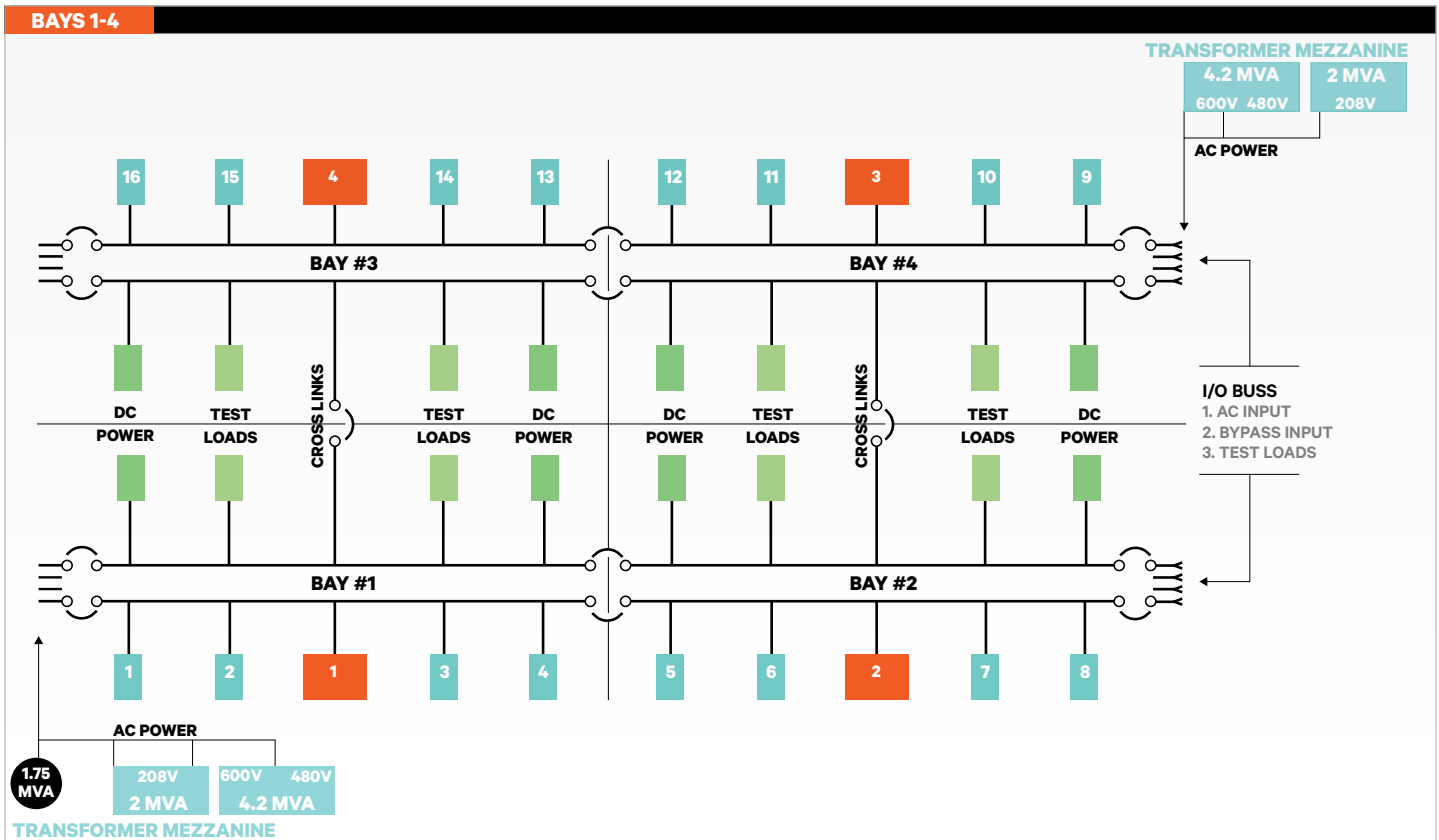 BAYS 1-4
TRANSFORMER MEZZANINE
4.2 MVA
600V 480V
2 MVA
208V
AC POWER
16
15
4
14
13
12
11
3
10
9
BAY #3
BAY #4
DC
POWER
TEST
LOADS
CROSS LINKS
TEST
LOADS
DC
POWER
DC
POWER
TEST
LOADS
CROSS LINKS
TEST
LOADS
DC
POWER
I/O BUSS
1. AC INPUT
2. BYPASS INPUT
3. TEST LOADS
BAY #1
BAY #2
1
2
1
3
4
5
6
2
7
8
AC POWER
1.75
MVA
208V
2 MVA
600V 480V
4.2 MVA
TRANSFORMER MEZZANINE